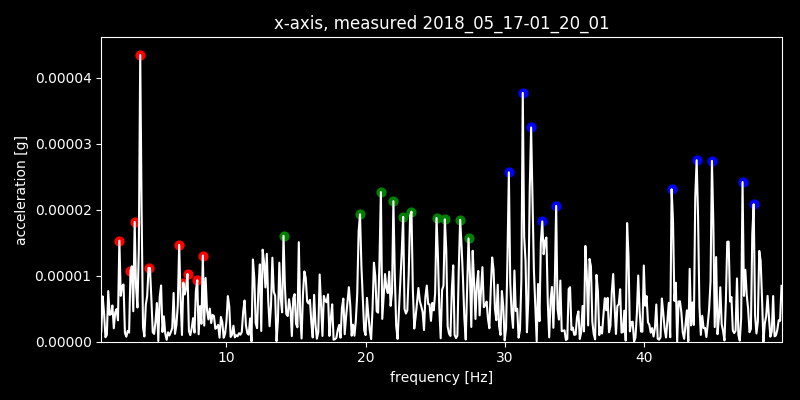 x-axis, measured 2018_05_17-01_20_01
0.00004
0.00003
0.00002
0.00001
0.00000
acceleration [g]
10 20 30 40
frequency [Hz]